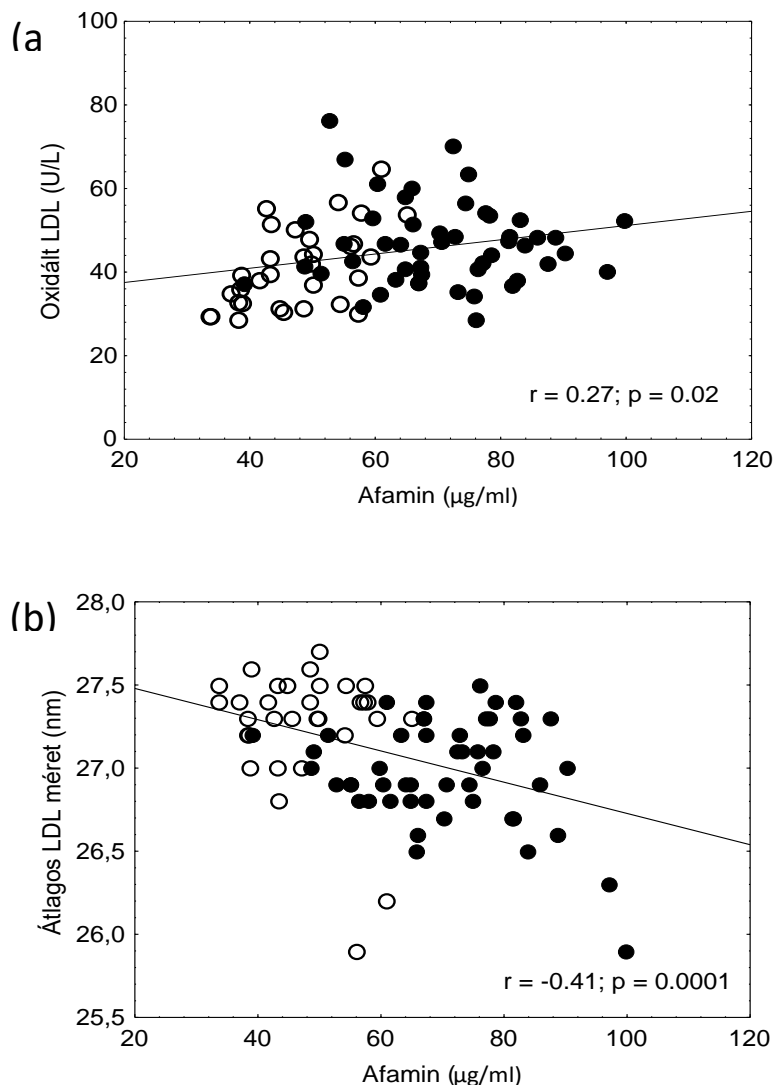 (a
100
80
60
40
20
0
Oxidált LDL (U/L)
r = 0.27; p = 0.02
20 40 60 80 100 120
Afamin (µg/ml)
(b)
28,0
27,5
27,0
26,5
26,0
25,5
Átlagos LDL méret (nm)
r = -0.41; p = 0.0001
20 40 60 80 100 120
Afamin (µg/ml)